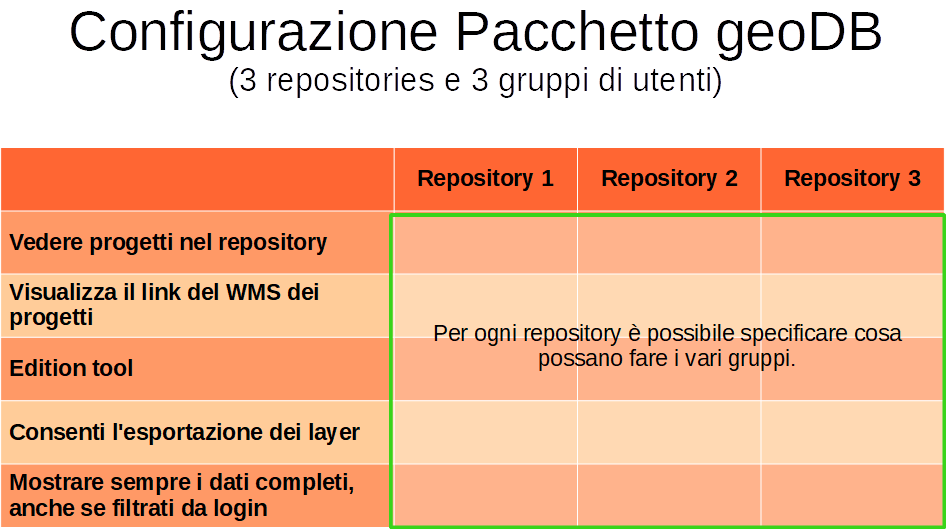 Configurazione Pacchetto geoDB
(3 repositories e 3 gruppi di utenti)
Repository 1
Repository 2
Repository 3
Vedere progetti nel repository
Visualizza il link del WMS dei
progetti
Per ogni repository è possibile specificare cosa
possano fare i vari gruppi.
Edition tool
Consenti l'esportazione dei layer
Mostrare sempre i dati completi,
anche se filtrati da login